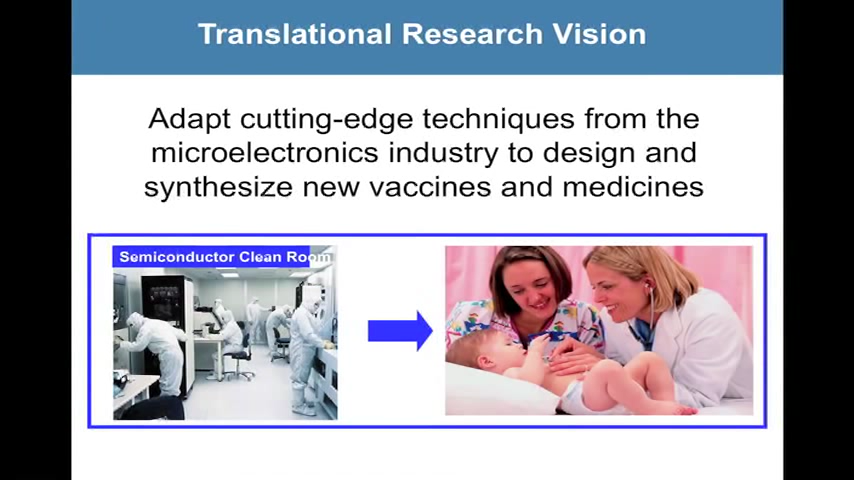 Translational Research Vision
Adapt cutting-edge techniques from the
microelectronics industry to design and
synthesize new vaccines and medicines
Semiconductor Clean Room